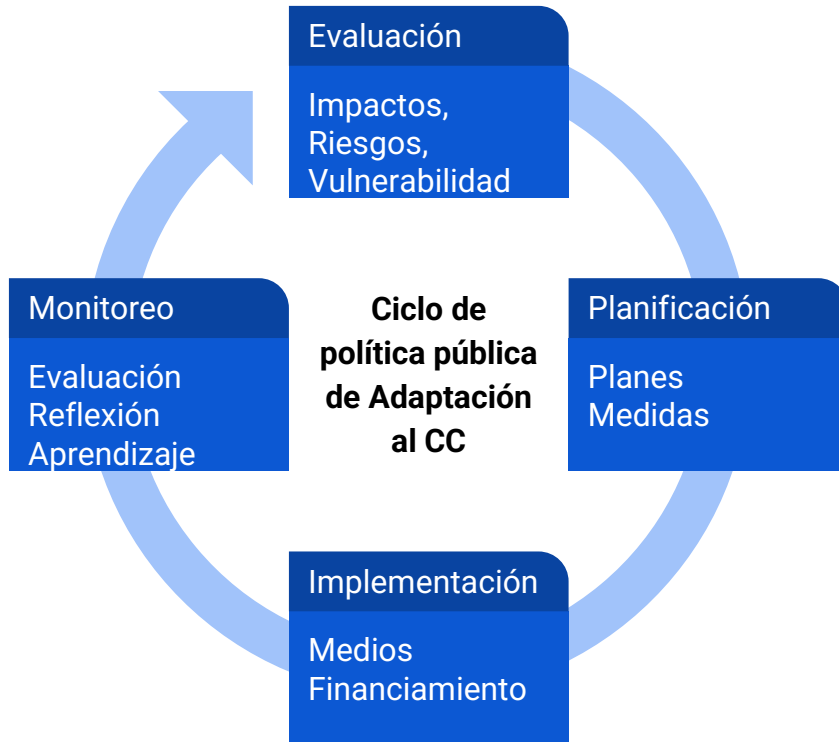 Evaluación
Impactos,
Riesgos,
Vulnerabilidad
Monitoreo
Evaluación
Reflexión
Aprendizaje
Ciclo de
política pública
de Adaptación
al CC
Planificación
Planes
Medidas
Implementación
Medios
Financiamiento